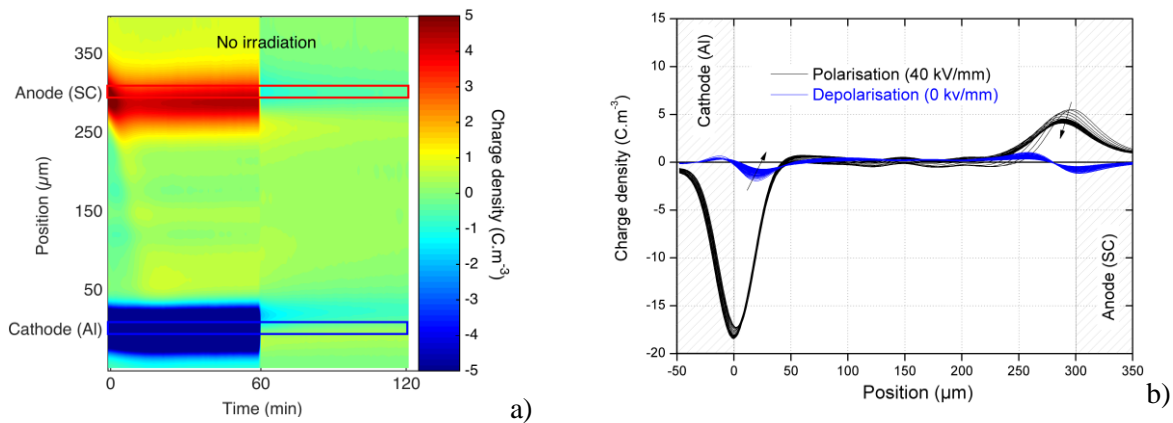 No irradiation
350
Anode (SC)
250
150
50
Cathode (Al)
Position (µm)
0
60
120
Time (min)
5
4
3
2
1
0
-1
-2
-3
-4
-5
Charge density (C.m-3)
a)
15
10
5
0
-5
-10
-15
-20
Charge density (C.m-3)
Cathode (Al)
Polarisation (40 kV/mm)
Depolarisation (0 kv/mm)
Anode (SC)
-50
0
50
100
150
200
250
300
350
Position (µm)
b)